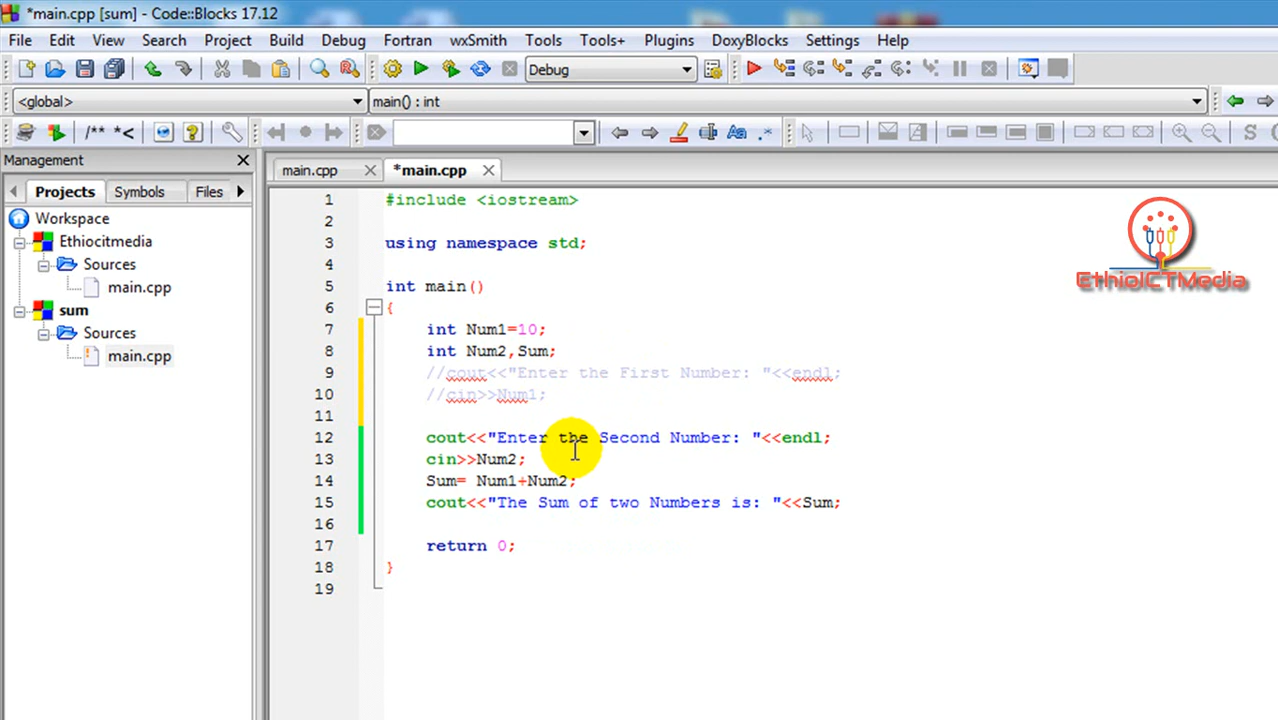 *main.cpp [sum] - Code::Blocks 17.12
File Edit View Search Project Build Debug Fortran wxSmith Tools Tools+ Plugins DoxyBlocks Settings Help
Debug
<global> main() : int
/** *<
Aa .* S
Management
Projects Symbols Files
main.cpp *main.cpp
Workspace
Ethiocitmedia
Sources
main.cpp
sum
Sources
main.cpp
1 #include <iostream>
2
3 using namespace std;
4
5 int main()
6 {
7 int Num1=10;
8 int Num2,Sum;
9 //cout<<"Enter the First Number: "<<endl;
10 //cin>>Num1;
11
12 cout<<"Enter the Second Number: "<<endl;
13 cin>>Num2;
14 Sum= Num1+Num2;
15 cout<<"The Sum of two Numbers is: "<<Sum;
16
17 return 0;
18 }
19
EthioICTMedia